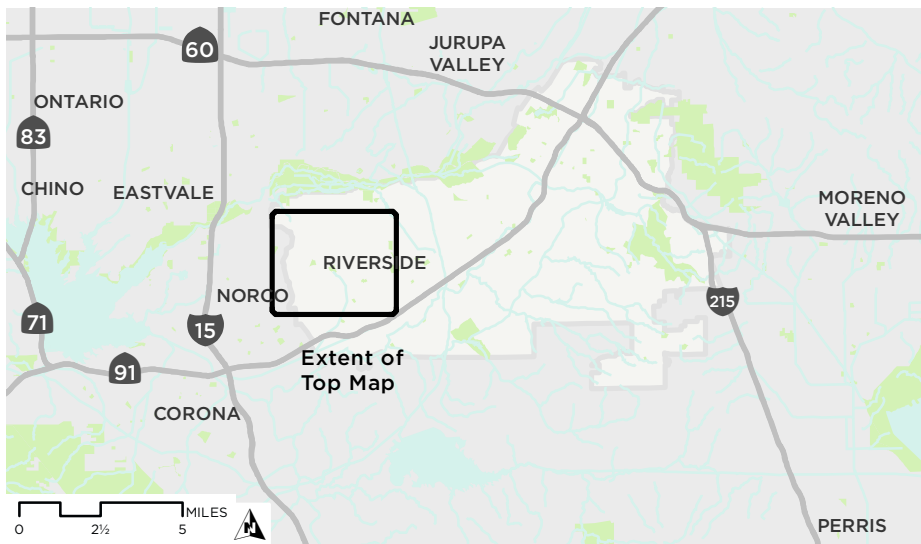 FONTANA
60
JURUPA
VALLEY
ONTARIO
83
CHINO
EASTVALE
MORENO
VALLEY
RIVERSIDE
NORCO
215
71
15
91
Extent of
Top Map
CORONA
MILES
0 2½ 5
N
PERRIS